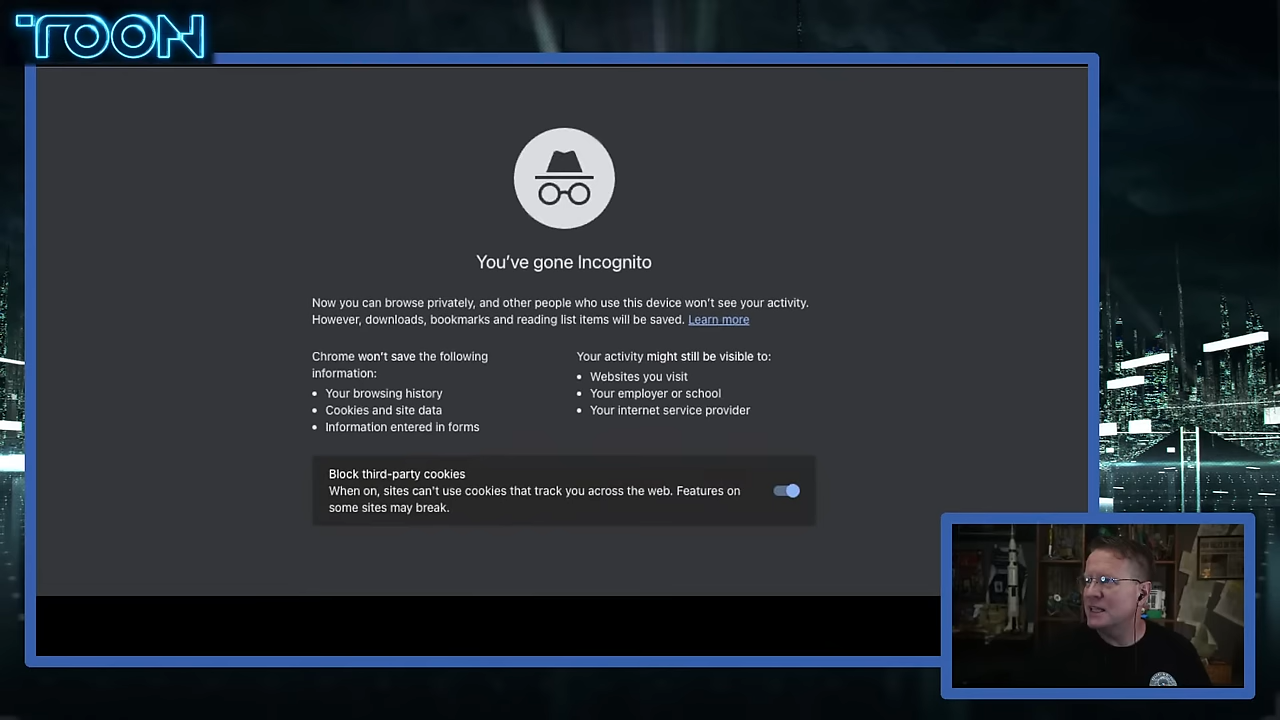 TOON
You’ve gone Incognito
Now you can browse privately, and other people who use this device won’t see your activity.
However, downloads, bookmarks and reading list items will be saved. Learn more
Chrome won’t save the following
information:
• Your browsing history
• Cookies and site data
• Information entered in forms
Your activity might still be visible to:
• Websites you visit
• Your employer or school
• Your internet service provider
Block third-party cookies
When on, sites can't use cookies that track you across the web. Features on
some sites may break.